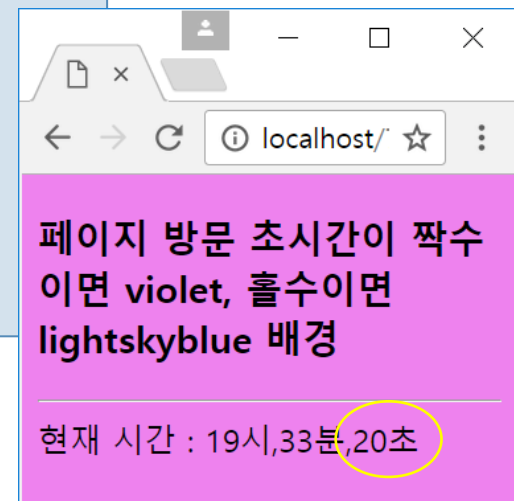 localhost/
페이지 방문 초시간이 짝수
이면 violet, 홀수이면
lightskyblue 배경
현재 시간 : 19시,33분,20초